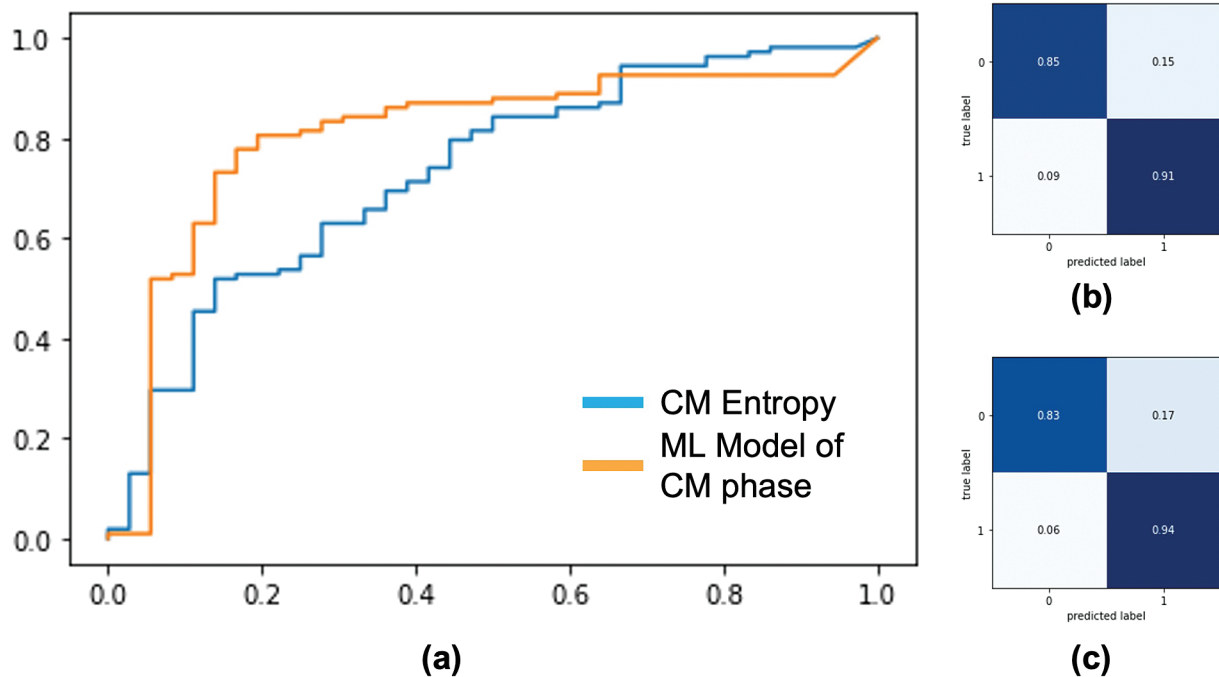 1.0
0.8
0.6
0.4
0.2
0.0
0.0 0.2 0.4 0.6 0.8 1.0
CM Entropy
ML Model of
CM phase
(a)
true label
0 0.85 0.15
1 0.09 0.91
0 1
predicted label
(b)
true label
0 0.83 0.17
1 0.06 0.94
0 1
predicted label
(c)